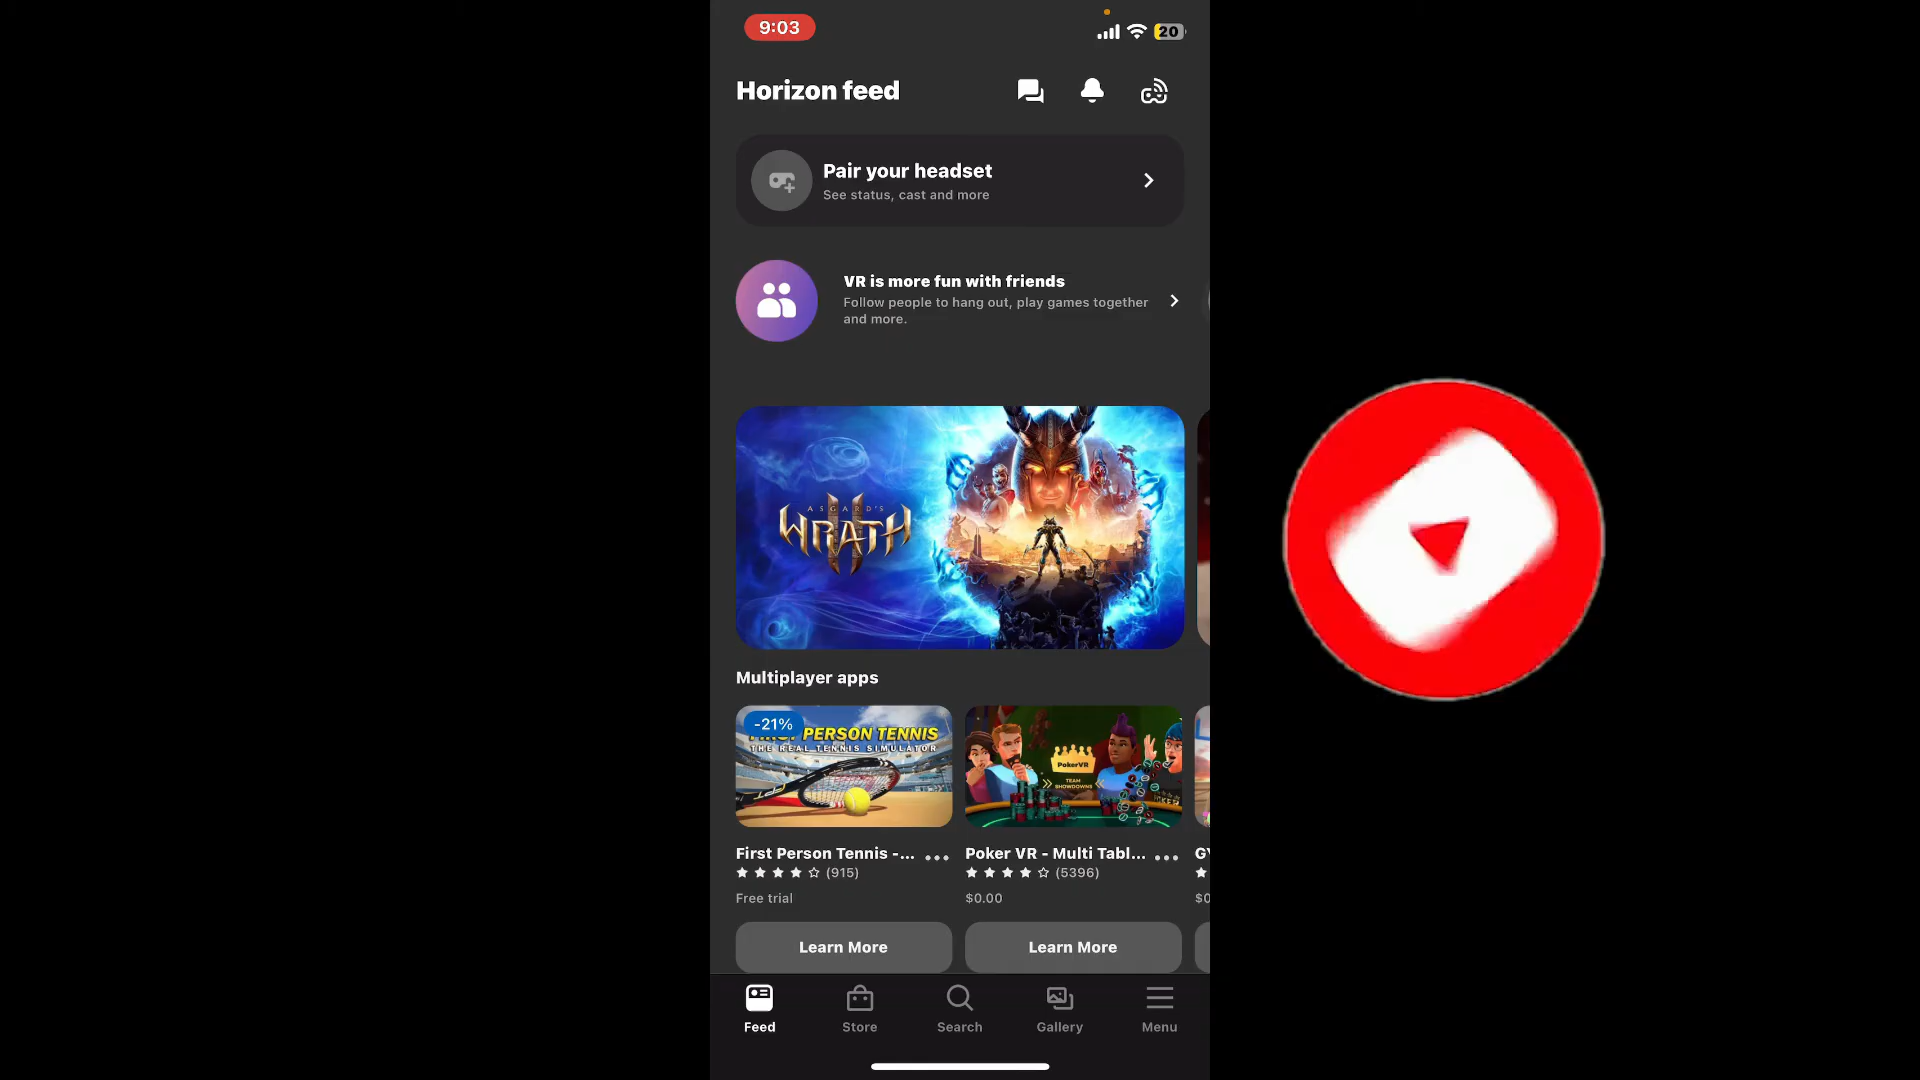 9:03
20
Horizon feed
Pair your headset
See status, cast and more
VR is more fun with friends
Follow people to hang out, play games together
and more.
ASGARD'S
WRATH
II
Multiplayer apps
-21%
FIRST PERSON TENNIS
THE REAL TENNIS SIMULATOR
PokerVR
TEAM
SHOWDOWNS
First Person Tennis -...
(915)
Free trial
Learn More
Poker VR - Multi Tabl...
(5396)
$0.00
Learn More
Feed
Store
Search
Gallery
Menu